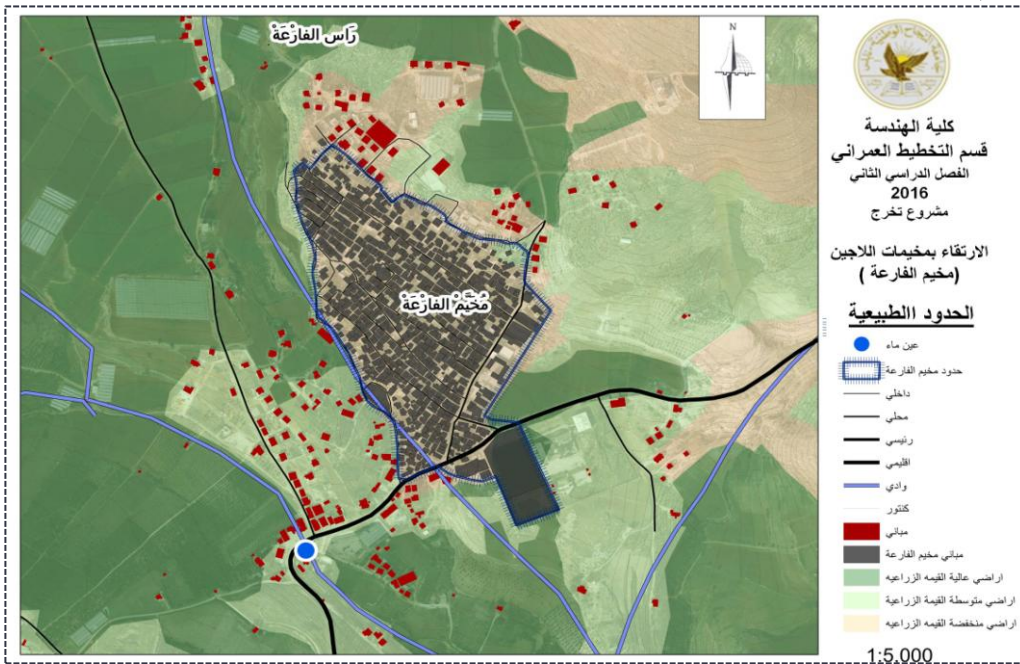 رَاس الفارْعَةْ
N
مُخَيَّمْ الفارْعَةْ
كلية الهندسة
قسم التخطيط العمراني
الفصل الدراسي الثاني
2016
مشروع تخرج
الارتقاء بمخيمات اللاجين
(مخيم الفارعة )
الحدود االطبيعية
عين ماء
حدود مخيم الفارعة
داخلي
محلي
رئيسي
اقليمي
وادي
كنتور
مباني
مباني مخيم الفارعة
اراضي عالية القيمه الزراعيه
اراضي متوسطة القيمة الزراعية
اراضي منخفضة القيمه الزراعيه
1:5,000